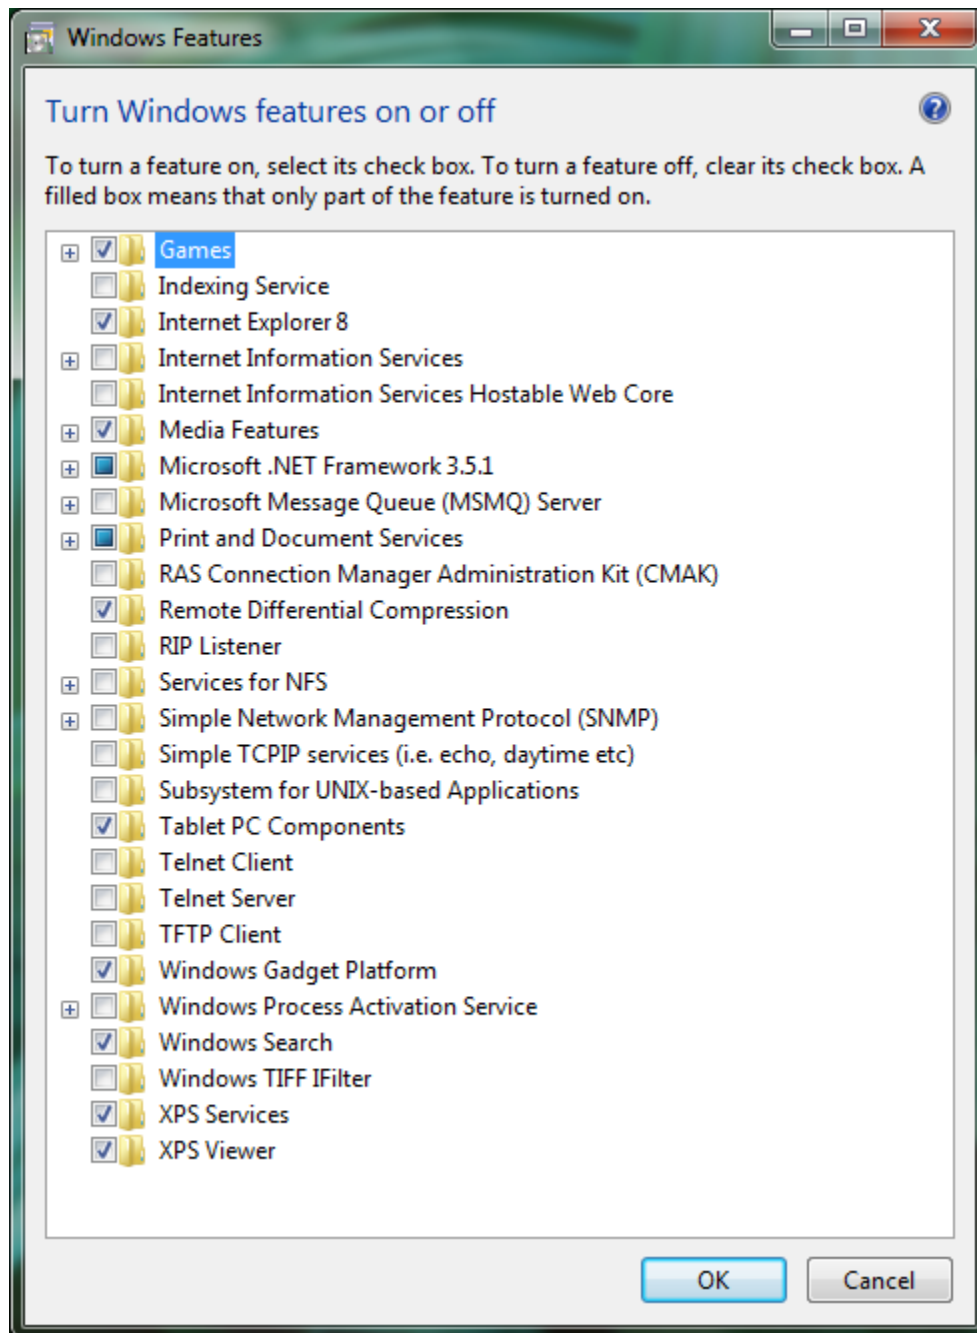 Windows Features
Turn Windows features on or off
To turn a feature on, select its check box. To turn a feature off, clear its check box. A
filled box means that only part of the feature is turned on.
Games
Indexing Service
Internet Explorer 8
Internet Information Services
Internet Information Services Hostable Web Core
Media Features
Microsoft .NET Framework 3.5.1
Microsoft Message Queue (MSMQ) Server
Print and Document Services
RAS Connection Manager Administration Kit (CMAK)
Remote Differential Compression
RIP Listener
Services for NFS
Simple Network Management Protocol (SNMP)
Simple TCPIP services (i.e. echo, daytime etc)
Subsystem for UNIX-based Applications
Tablet PC Components
Telnet Client
Telnet Server
TFTP Client
Windows Gadget Platform
Windows Process Activation Service
Windows Search
Windows TIFF IFilter
XPS Services
XPS Viewer
OK Cancel